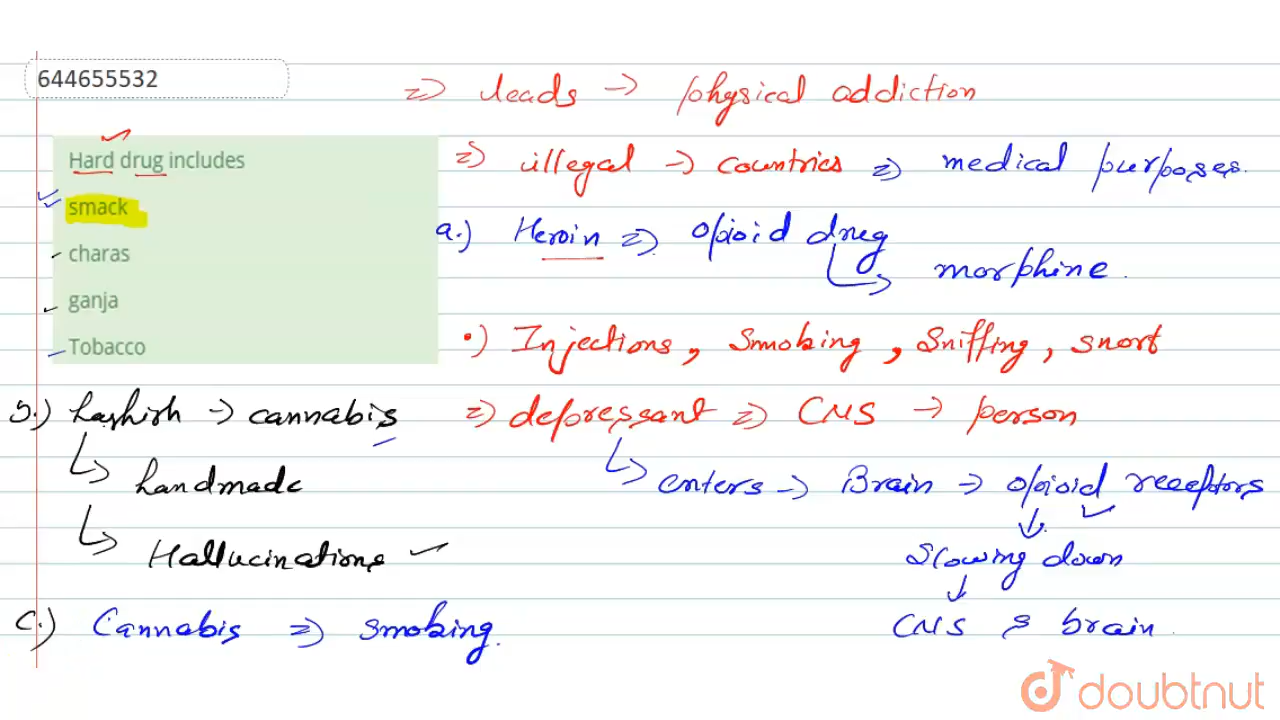 644655532
⇒ leads → physical addiction
Hard drug includes
⇒ illegal → countries ⇒ medical purposes.
smack
a.) Heroin ⇒ opioid drug
↳ morphine.
charas
ganja
Tobacco
•) Injections, Smoking, Sniffing, snort
b.) hashish → cannabis
⇒ depressant ⇒ CNS → person
↳ handmade
↳ enters → Brain → opioid receptors
↳ Hallucinations
Slowing down
C.) Cannabis ⇒ smoking.
CNS & brain
doubtnut